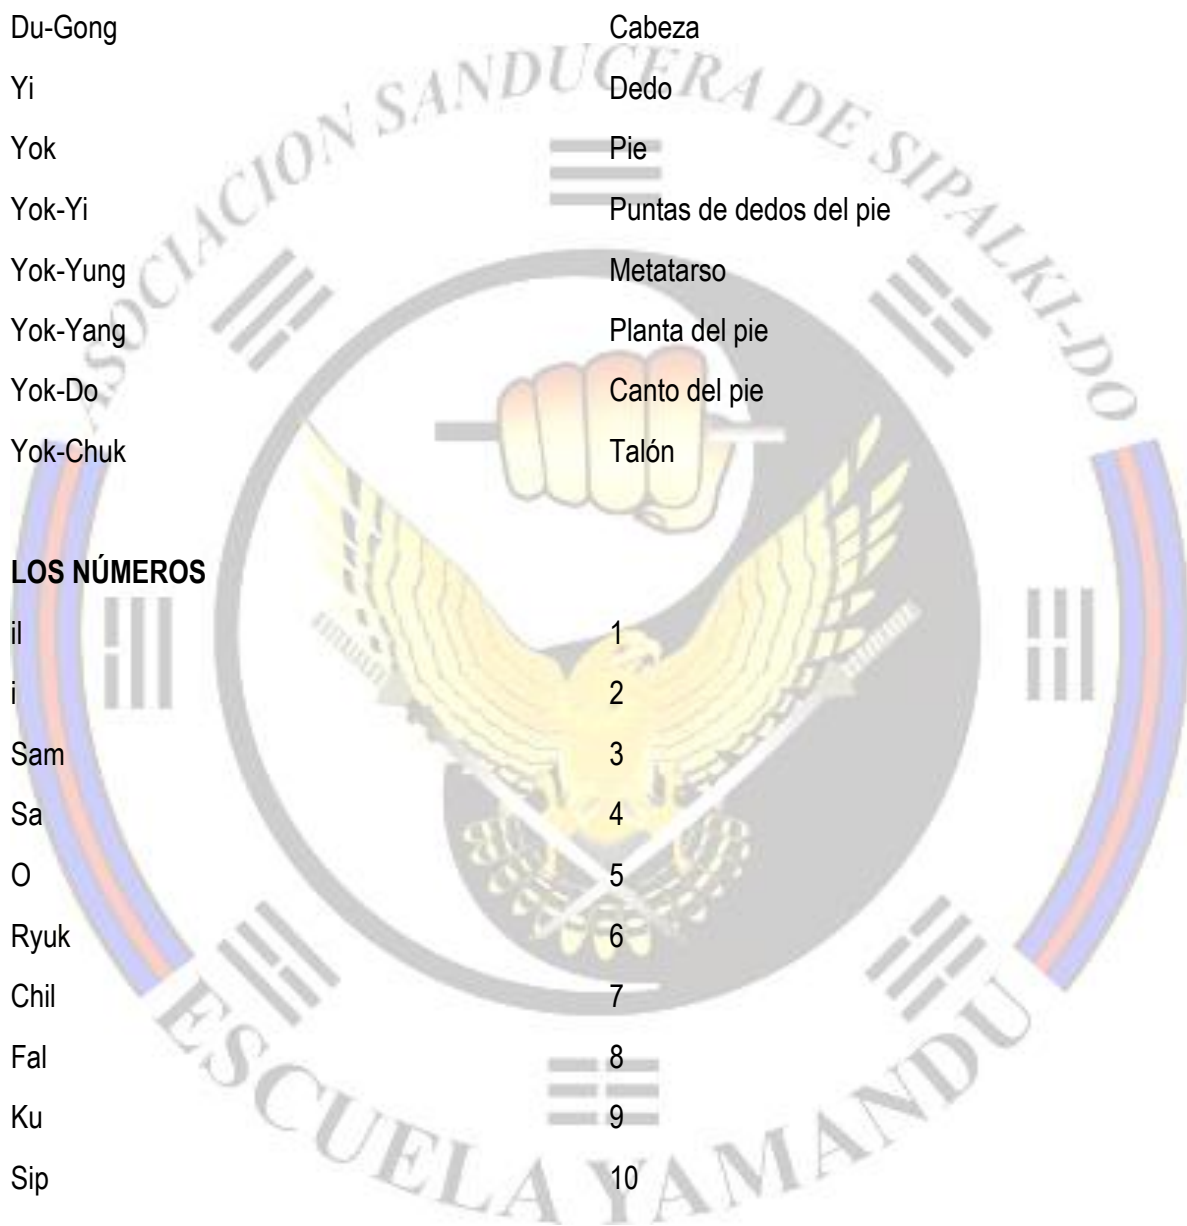 Du-Gong Cabeza
Yi Dedo
Yok Pie
Yok-Yi Puntas de dedos del pie
Yok-Yung Metatarso
Yok-Yang Planta del pie
Yok-Do Canto del pie
Yok-Chuk Talón
LOS NÚMEROS
il 1
i 2
Sam 3
Sa 4
O 5
Ryuk 6
Chil 7
Fal 8
Ku 9
Sip 10
ASOCIACION SANDUCERA DE SIPALKI-DO
ESCUELA YAMANDU